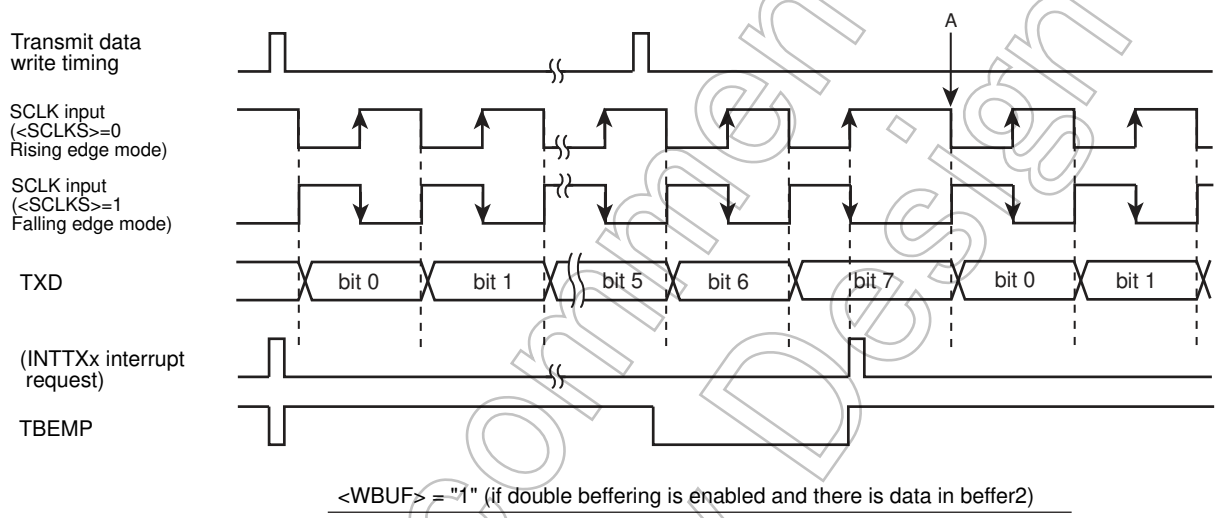 A
Transmit data
write timing
SCLK input
(<SCLKS>=0
Rising edge mode)
SCLK input
(<SCLKS>=1
Falling edge mode)
TXD
bit 0
bit 1
bit 5
bit 6
bit 7
bit 0
bit 1
(INTTXx interrupt
request)
TBEMP
<WBUF> = "1" (if double beffering is enabled and there is data in beffer2)